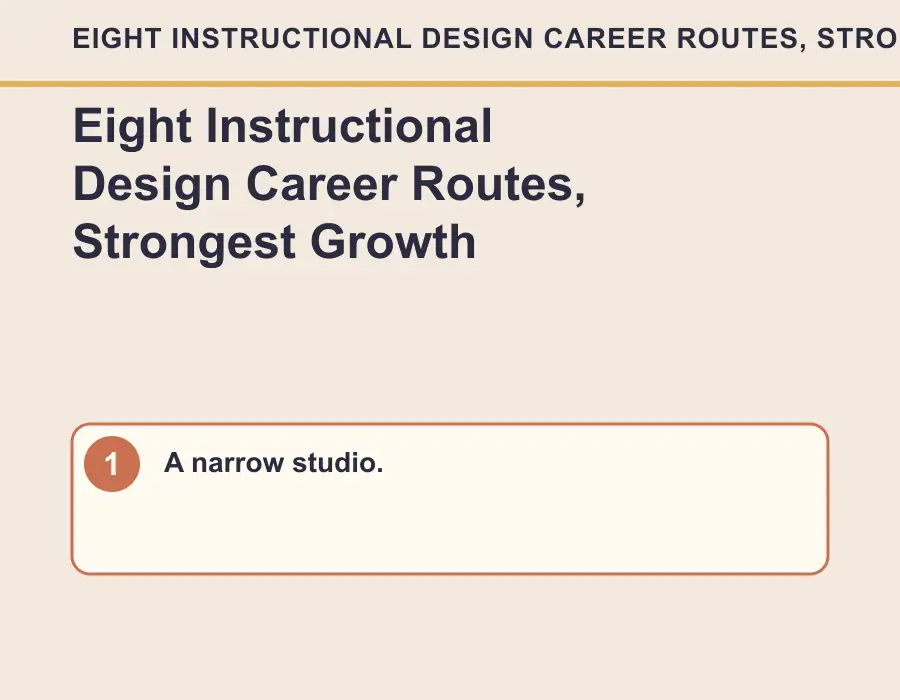 EIGHT INSTRUCTIONAL DESIGN CAREER ROUTES, STRO
Eight Instructional
Design Career Routes,
Strongest Growth
1
A narrow studio.